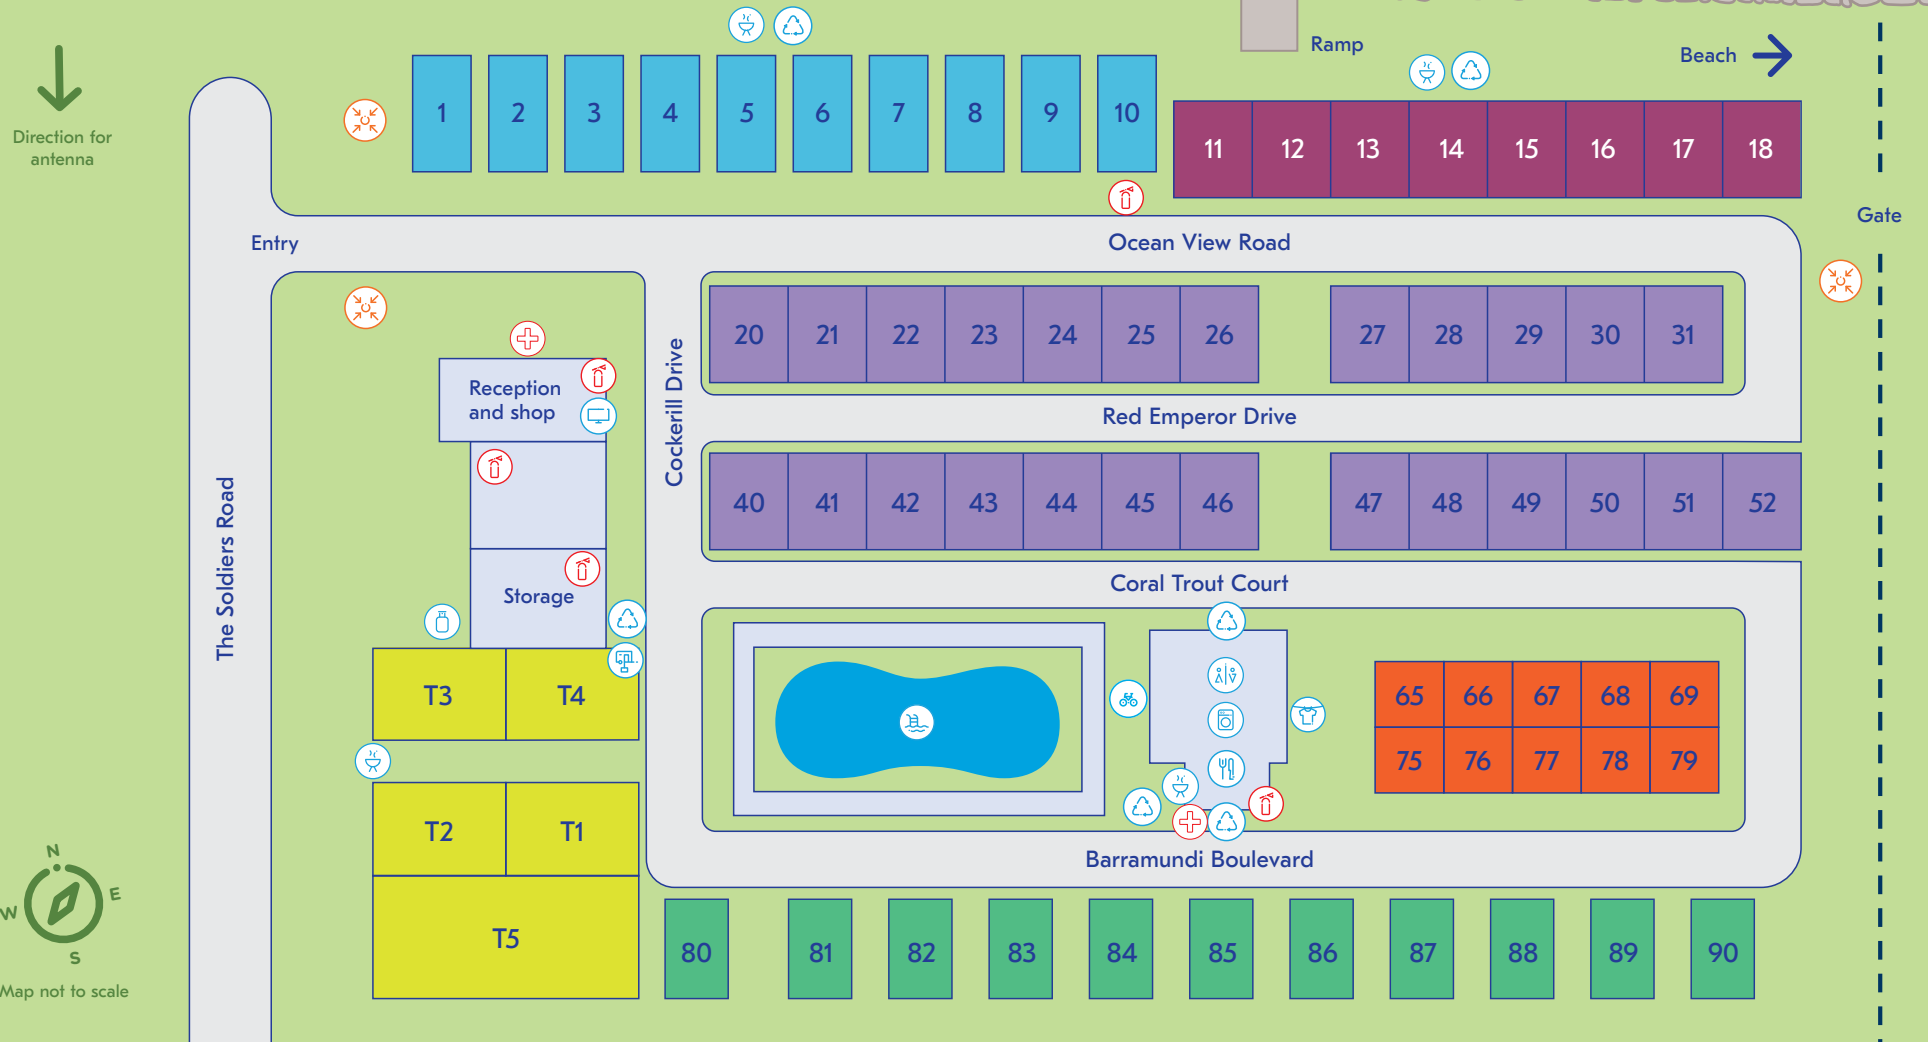 Ramp
Beach
Direction for
antenna
1 2 3 4 5 6 7 8 9 10
11 12 13 14 15 16 17 18
Gate
Entry
Ocean View Road
20 21 22 23 24 25 26 27 28 29 30 31
Reception
and shop
Cockerill Drive
Red Emperor Drive
40 41 42 43 44 45 46 47 48 49 50 51 52
The Soldiers Road
Storage
Coral Trout Court
T3 T4
65 66 67 68 69
75 76 77 78 79
T2 T1
Barramundi Boulevard
N
E
W
S
T5
80 81 82 83 84 85 86 87 88 89 90
Map not to scale